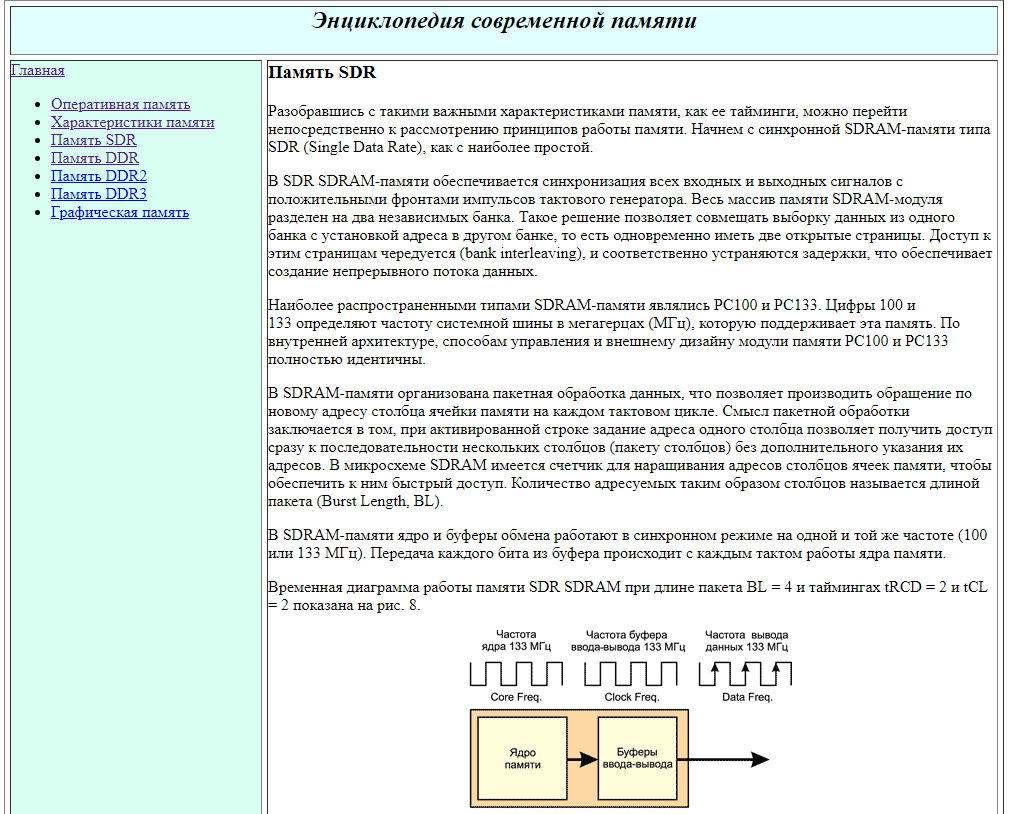 Энциклопедия современной памяти
Главная
Оперативная память
Характеристики памяти
Память SDR
Память DDR
Память DDR2
Память DDR3
Графическая память
Память SDR
Разобравшись с такими важными характеристиками памяти, как ее тайминги, можно перейти
непосредственно к рассмотрению принципов работы памяти. Начнем с синхронной SDRAM-памяти типа
SDR (Single Data Rate), как с наиболее простой.
В SDR SDRAM-памяти обеспечивается синхронизация всех входных и выходных сигналов с
положительными фронтами импульсов тактового генератора. Весь массив памяти SDRAM-модуля
разделен на два независимых банка. Такое решение позволяет совмещать выборку данных из одного
банка с установкой адреса в другом банке, то есть одновременно иметь две открытые страницы. Доступ к
этим страницам чередуется (bank interleaving), и соответственно устраняются задержки, что обеспечивает
создание непрерывного потока данных.
Наиболее распространенными типами SDRAM-памяти являлись PC100 и PC133. Цифры 100 и
133 определяют частоту системной шины в мегагерцах (МГц), которую поддерживает эта память. По
внутренней архитектуре, способам управления и внешнему дизайну модули памяти PC100 и PC133
полностью идентичны.
В SDRAM-памяти организована пакетная обработка данных, что позволяет производить обращение по
новому адресу столбца ячейки памяти на каждом тактовом цикле. Смысл пакетной обработки
заключается в том, при активированной строке задание адреса одного столбца позволяет получить доступ
сразу к последовательности нескольких столбцов (пакету столбцов) без дополнительного указания их
адресов. В микросхеме SDRAM имеется счетчик для наращивания адресов столбцов ячеек памяти, чтобы
обеспечить к ним быстрый доступ. Количество адресуемых таким образом столбцов называется длиной
пакета (Burst Length, BL).
В SDRAM-памяти ядро и буферы обмена работают в синхронном режиме на одной и той же частоте (100
или 133 МГц). Передача каждого бита из буфера происходит с каждым тактом работы ядра памяти.
Временная диаграмма работы памяти SDR SDRAM при длине пакета BL = 4 и таймингах tRCD = 2 и tCL
= 2 показана на рис. 8.
Частота
ядра 133 МГц
Частота буфера
ввода-вывода 133 МГц
Частота вывода
данных 133 МГц
Core Freq.
Clock Freq.
Data Freq.
Ядро
памяти
Буферы
ввода-вывода